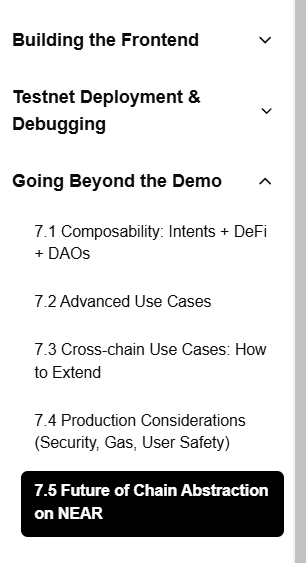 Building the Frontend
Testnet Deployment &
Debugging
Going Beyond the Demo
7.1 Composability: Intents + DeFi
+ DAOs
7.2 Advanced Use Cases
7.3 Cross-chain Use Cases: How
to Extend
7.4 Production Considerations
(Security, Gas, User Safety)
7.5 Future of Chain Abstraction
on NEAR